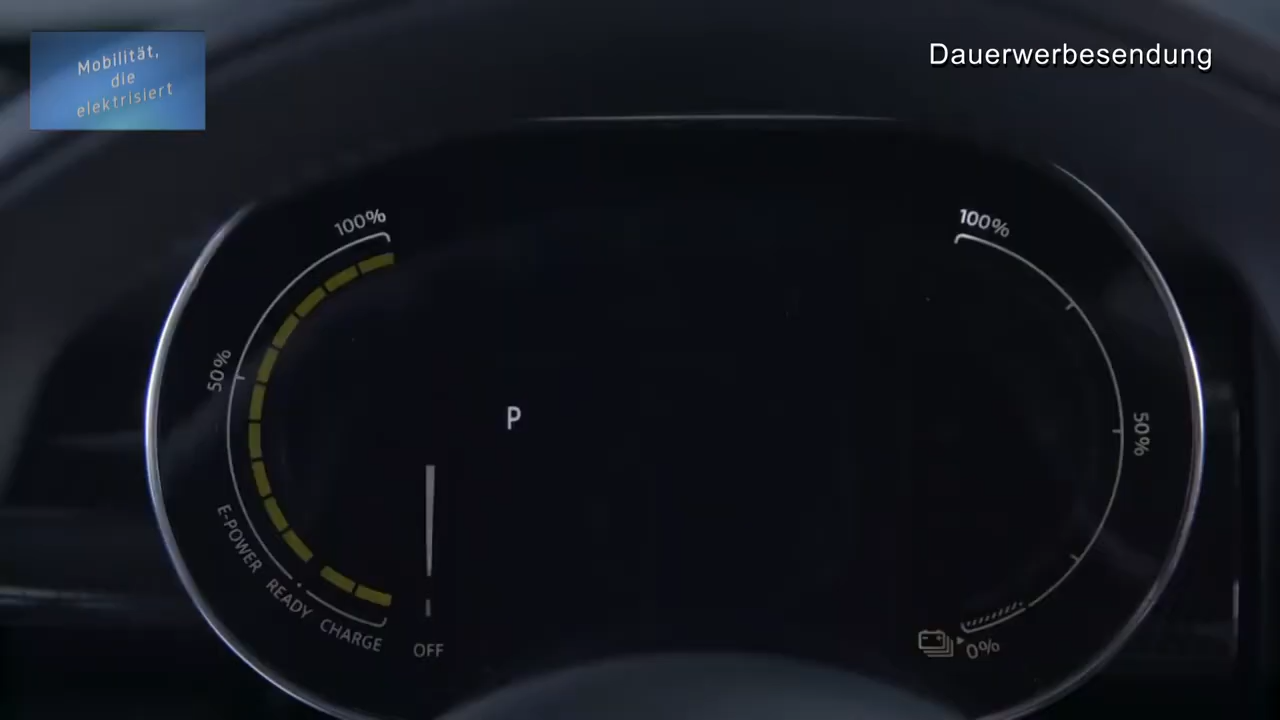 Mobilität,
die
elektrisiert
Dauerwerbesendung
100%
50%
E-POWER
READY
CHARGE
OFF
P
100%
50%
0%